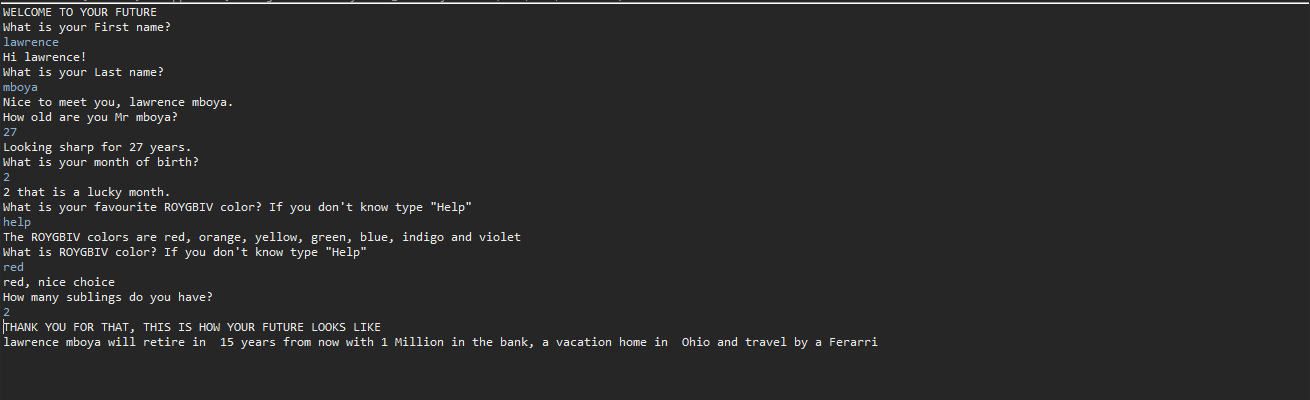 WELCOME TO YOUR FUTURE
What is your First name?
lawrence
Hi lawrence!
What is your Last name?
mboya
Nice to meet you, lawrence mboya.
How old are you Mr mboya?
27
Looking sharp for 27 years.
What is your month of birth?
2
2 that is a lucky month.
What is your favourite ROYGBIV color? If you don't know type "Help"
help
The ROYGBIV colors are red, orange, yellow, green, blue, indigo and violet
What is ROYGBIV color? If you don't know type "Help"
red
red, nice choice
How many sublings do you have?
2
THANK YOU FOR THAT, THIS IS HOW YOUR FUTURE LOOKS LIKE
lawrence mboya will retire in  15 years from now with 1 Million in the bank, a vacation home in  Ohio and travel by a Ferarri